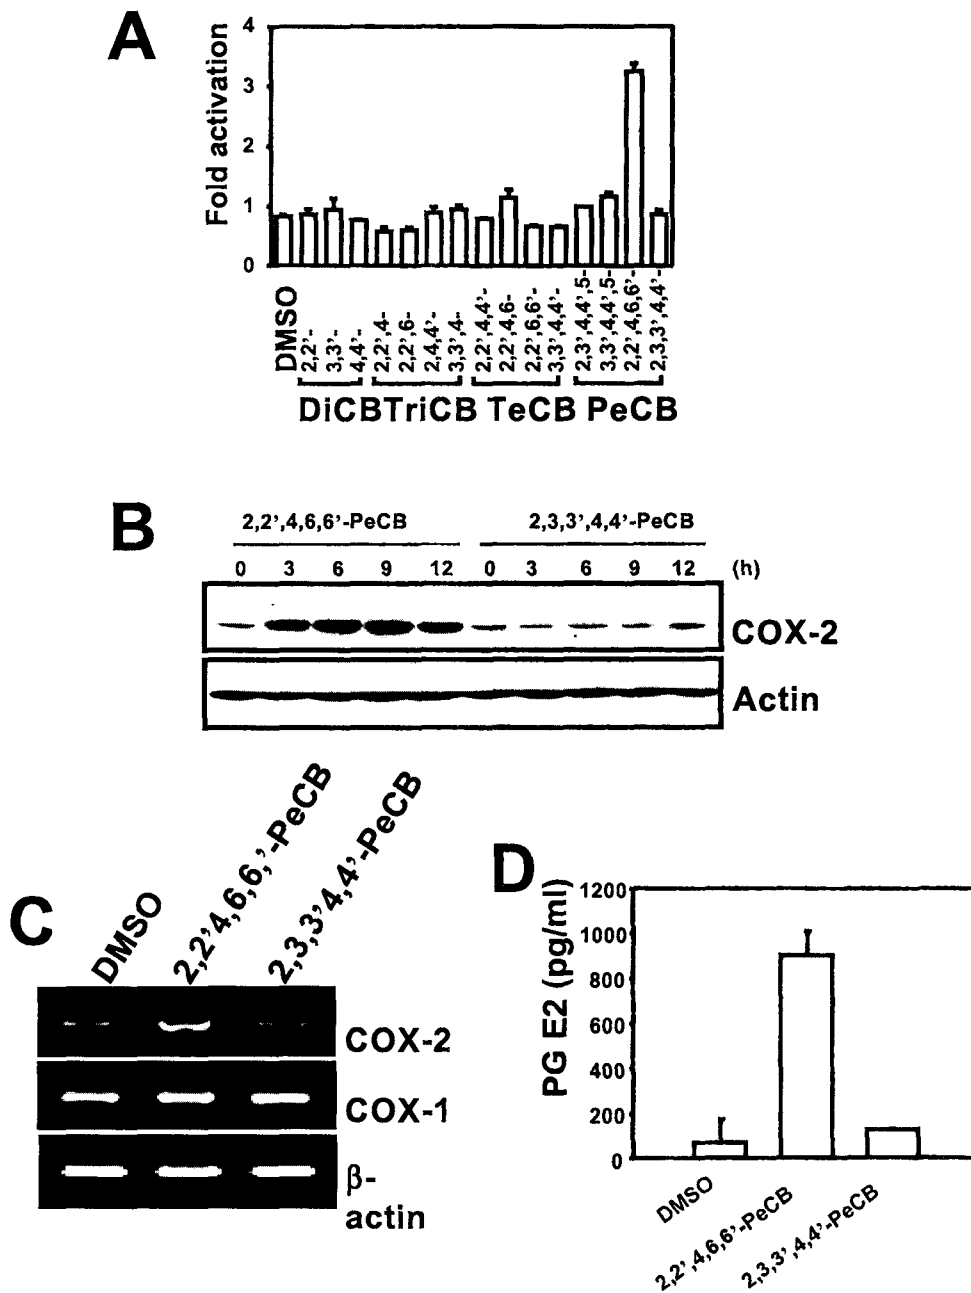 A
Fold activation
4
3
2
1
0
DMSO
2,2'-
3,3'-
4,4'-
2,2',4-
2,2',6-
2,4,4'-
3,3',4-
2,2',4,4'-
2,2',4,6-
2,2',6,6'-
3,3',4,4'-
2,3',4,4',5-
3,3',4,4',5-
2,2',4,6,6'-
2,3,3',4,4'-
DiCB TriCB TeCB PeCB
B
2,2',4,6,6'-PeCB 2,3,3',4,4'-PeCB
0 3 6 9 12 0 3 6 9 12 (h)
COX-2
Actin
C
DMSO
2,2'4,6,6,'-PeCB
2,3,3'4,4'-PeCB
COX-2
COX-1
β-
actin
D
PG E2 (pg/ml)
1200
1000
800
600
400
200
0
DMSO
2,2',4,6,6'-PeCB
2,3,3',4,4'-PeCB